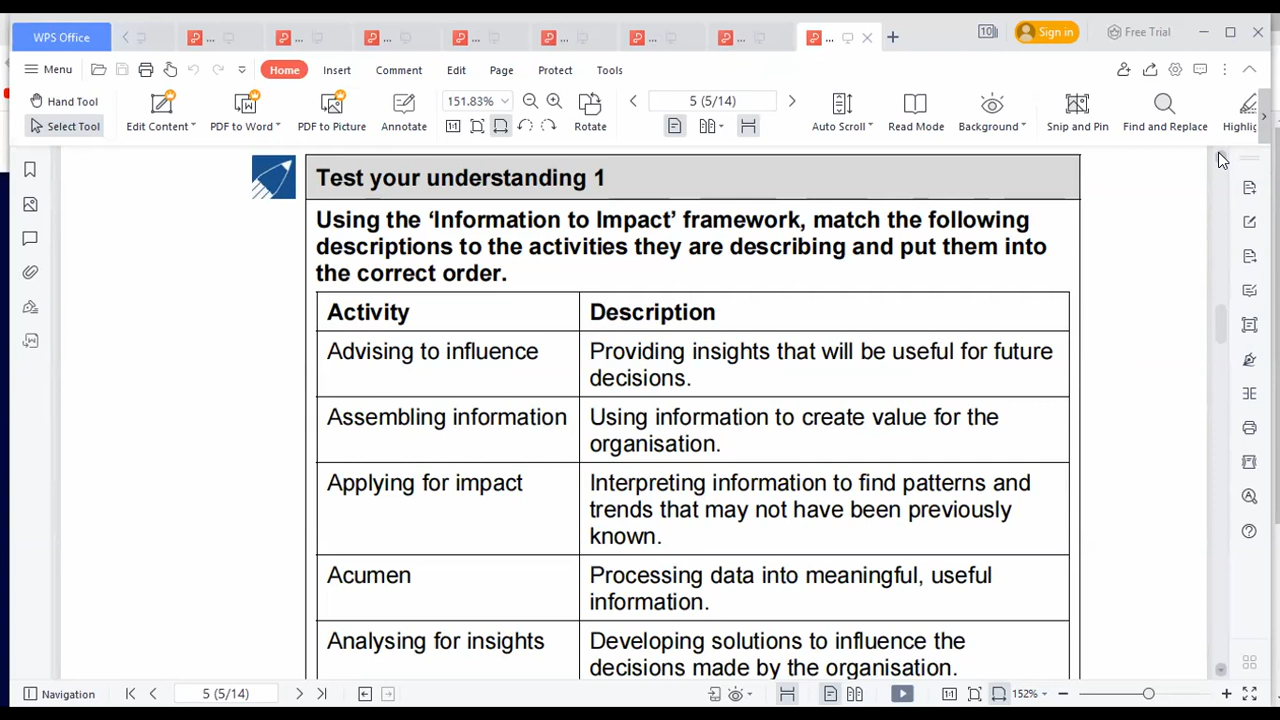 WPS Office
...
...
...
...
...
...
...
...
10
Sign in
Free Trial
Menu
Home
Insert
Comment
Edit
Page
Protect
Tools
Hand Tool
Select Tool
Edit Content
PDF to Word
PDF to Picture
Annotate
151.83%
1:1
Rotate
5 (5/14)
Auto Scroll
Read Mode
Background
Snip and Pin
Find and Replace
Highlig
Test your understanding 1
Using the ‘Information to Impact’ framework, match the following
descriptions to the activities they are describing and put them into
the correct order.
Activity
Description
Advising to influence
Providing insights that will be useful for future
decisions.
Assembling information
Using information to create value for the
organisation.
Applying for impact
Interpreting information to find patterns and
trends that may not have been previously
known.
Acumen
Processing data into meaningful, useful
information.
Analysing for insights
Developing solutions to influence the
decisions made by the organisation.
Navigation
5 (5/14)
1:1
152%